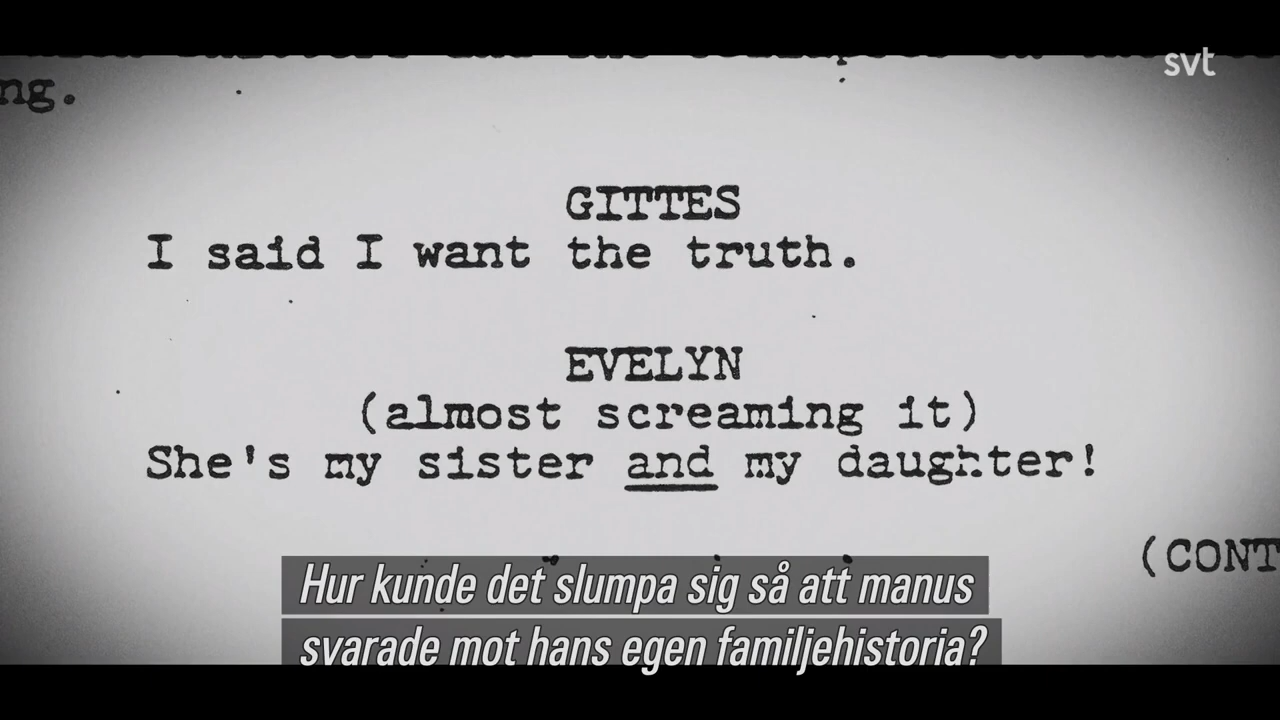 svt
ng.
GITTES
I said I want the truth.
EVELYN
(almost screaming it)
She's my sister and my daughter!
(CONT
Hur kunde det slumpa sig så att manus
svarade mot hans egen familjehistoria?